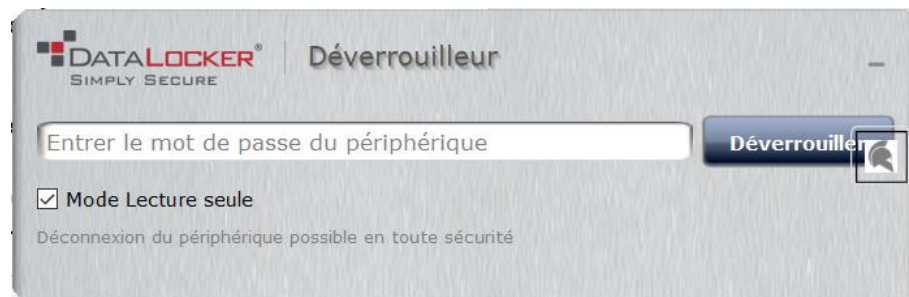 DATALOCKER®
SIMPLY SECURE
Déverrouilleur
Entrer le mot de passe du périphérique
Déverrouiller
Mode Lecture seule
Déconnexion du périphérique possible en toute sécurité